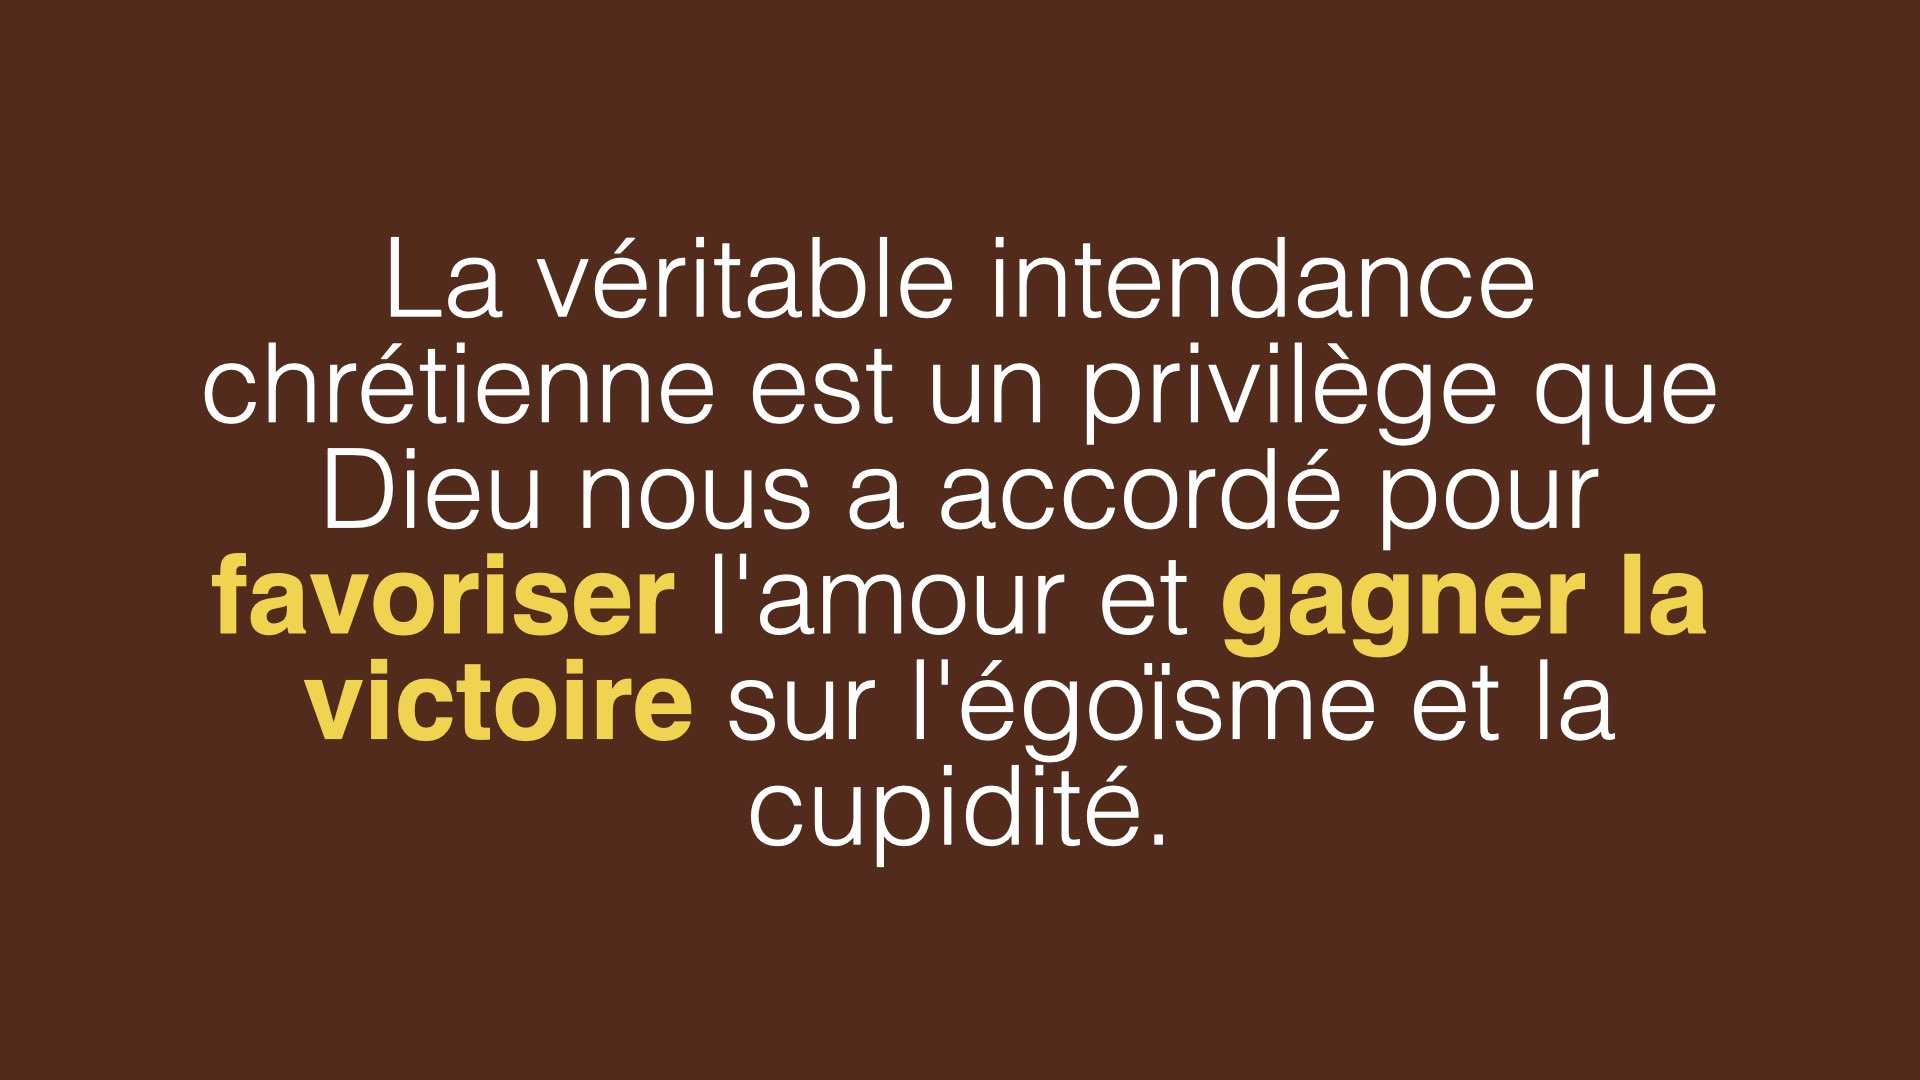 La véritable intendance
chrétienne est un privilège que
Dieu nous a accordé pour
favoriser l'amour et gagner la
victoire sur l'égoïsme et la
cupidité.